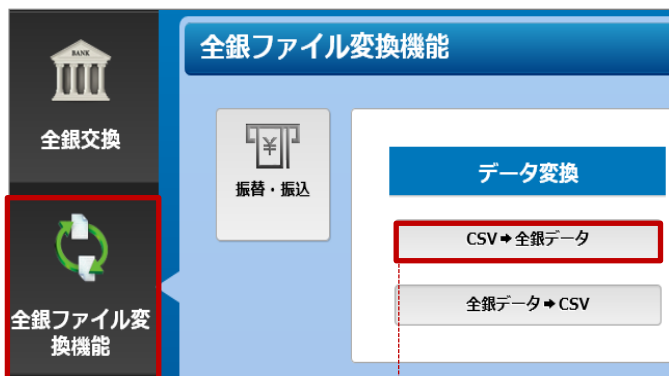 BANK
全銀交換
全銀ファイル変
換機能
全銀ファイル変換機能
¥
振替・振込
データ変換
CSV➡全銀データ
全銀データ➡CSV